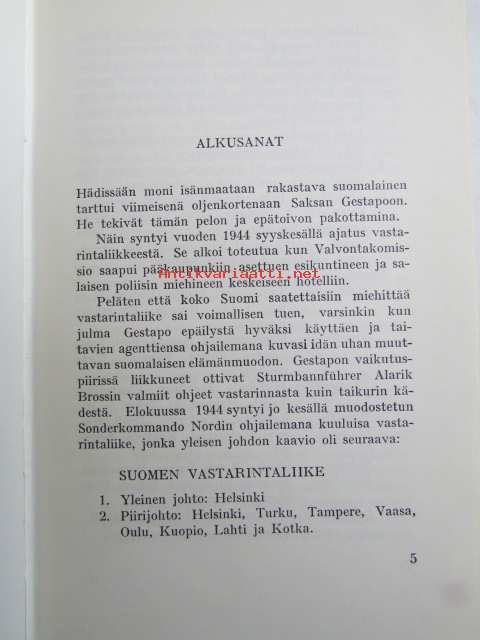 ALKUSANAT
Hädissään moni isänmaataan rakastava suomalainen
tarttui viimeisenä oljenkortenaan Saksan Gestapoon.
He tekivät tämän pelon ja epätoivon pakottamina.
Näin syntyi vuoden 1944 syyskesällä ajatus vasta-
rintaliikkeestä. Se alkoi toteutua kun Valvontakomis-
sio saapui pääkaupunkiin asettuen esikuntineen ja sa-
antikvariaatti.net
laisen poliisin miehineen keskeiseen hotelliin.
Peläten että koko Suomi saatettaisiin miehittää
vastarintaliike sai voimallisen tuen, varsinkin kun
julma Gestapo epäilystä hyväksi käyttäen ja tai-
tavien agenttiensa ohjailemana kuvasi idän uhan muut-
tavan suomalaisen elämänmuodon. Gestapon vaikutus-
piirissä liikkuneet ottivat Sturmbannführer Alarik
Brossin valmiit ohjeet vastarinnasta kuin taikurin kä-
destä. Elokuussa 1944 syntyi jo kesällä muodostetun
Sonderkommando Nordin ohjailemana kuuluisa vasta-
rintaliike, jonka yleisen johdon kaavio oli seuraava:
SUOMEN VASTARINTALIIKE
1. Yleinen johto: Helsinki
2. Piirijohto: Helsinki, Turku, Tampere, Vaasa,
Oulu, Kuopio, Lahti ja Kotka.
5